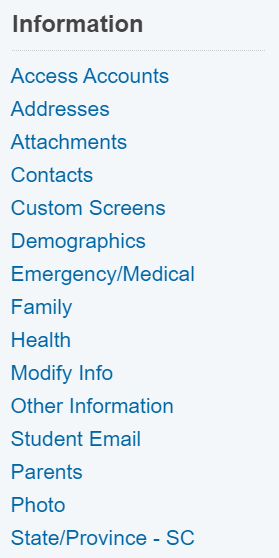 Information
Access Accounts
Addresses
Attachments
Contacts
Custom Screens
Demographics
Emergency/Medical
Family
Health
Modify Info
Other Information
Student Email
Parents
Photo
State/Province - SC